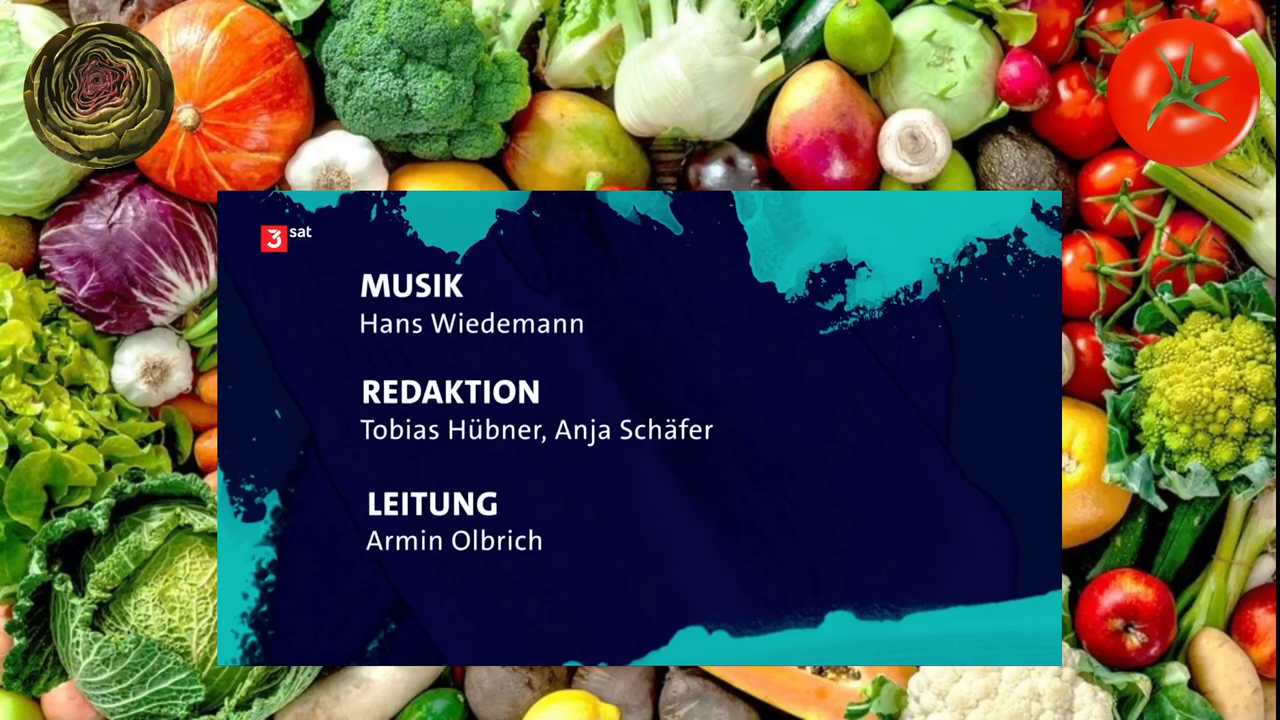 3sat
MUSIK
Hans Wiedemann
REDAKTION
Tobias Hübner, Anja Schäfer
LEITUNG
Armin Olbrich